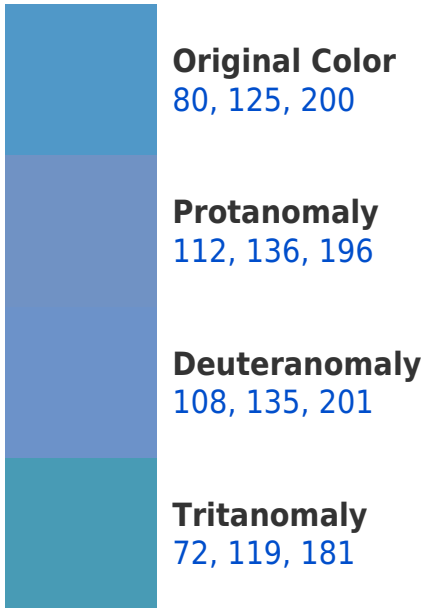 Original Color
80, 125, 200
Protanomaly
112, 136, 196
Deuteranomaly
108, 135, 201
Tritanomaly
72, 119, 181